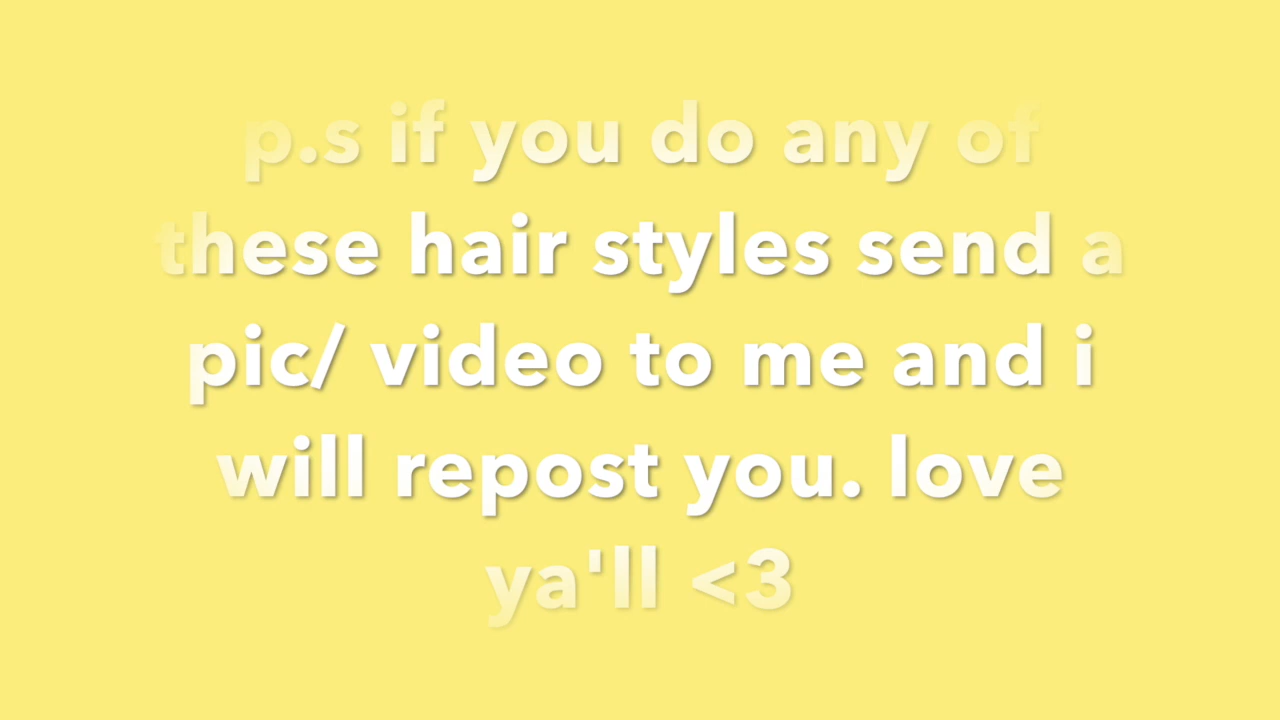 p.s if you do any of
these hair styles send a
pic/ video to me and i
will repost you. love
ya'll <3